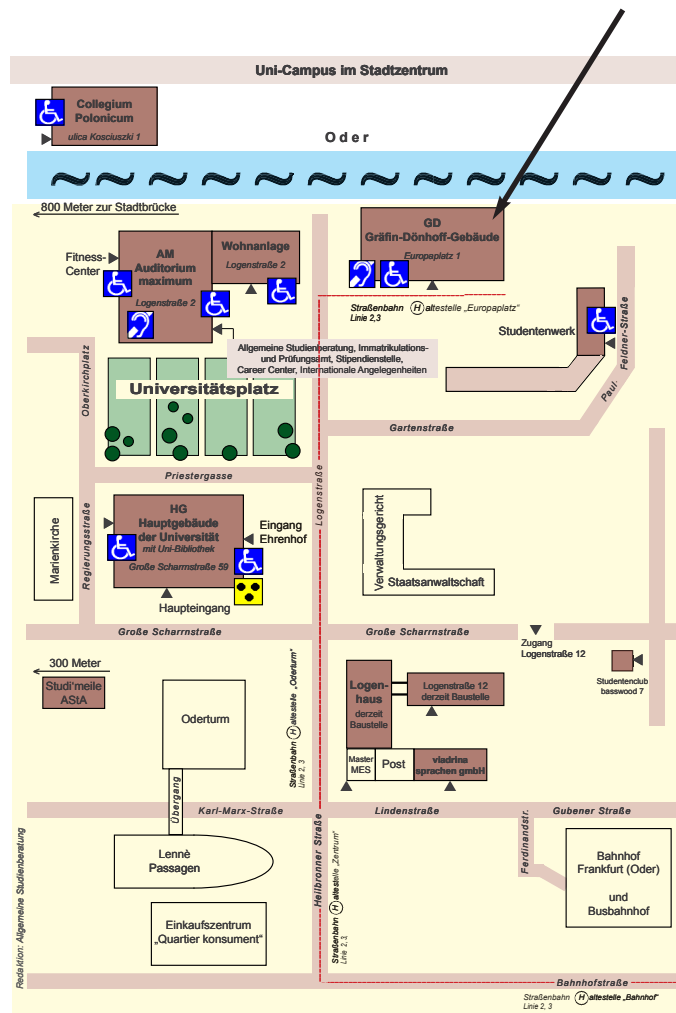 Uni-Campus im Stadtzentrum
Collegium
Polonicum
ulica Kosciuszki 1
Oder
800 Meter zur Stadtbrücke
GD
Gräfin-Dönhoff-Gebäude
Europaplatz 1
Fitness-
Center
AM
Auditorium
maximum
Logenstraße 2
Wohnanlage
Logenstraße 2
Straßenbahn H altestelle „Europaplatz“
Linie 2,3
Studentenwerk
Paul-Feldner-Straße
Allgemeine Studienberatung, Immatrikulations-
und Prüfungsamt, Stipendienstelle,
Career Center, Internationale Angelegenheiten
Oberkirchplatz
Universitätsplatz
Gartenstraße
Priestergasse
Logenstraße
Regierungsstraße
Marienkirche
HG
Hauptgebäude
der Universität
mit Uni-Bibliothek
Große Scharrnstraße 59
Eingang
Ehrenhof
Haupteingang
Verwaltungsgericht
Staatsanwaltschaft
Große Scharrnstraße
Große Scharrnstraße
Zugang
Logenstraße 12
Studentenclub
basswood 7
300 Meter
Studi'meile
AStA
Oderturm
Straßenbahn H altestelle „Oderturm“
Linie 2, 3
Logen-
haus
derzeit
Baustelle
Logenstraße 12
derzeit Baustelle
Master
MES
Post
viadrina
sprachen gmbH
Übergang
Karl-Marx-Straße
Lindenstraße
Gubener Straße
Ferdinandstr.
Lennè
Passagen
Heilbronner Straße
Straßenbahn H altestelle „Zentrum“
Linie 2, 3
Bahnhof
Frankfurt (Oder)
und
Busbahnhof
Einkaufszentrum
„Quartier konsument“
Redaktion: Allgemeine Studienberatung
Bahnhofstraße
Straßenbahn H altestelle „Bahnhof“
Linie 2, 3